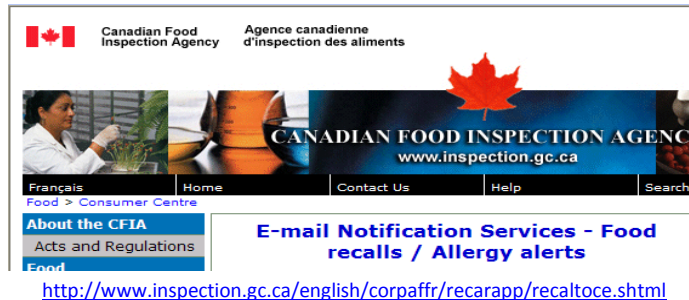 Canadian Food Agence canadienne
Inspection Agency d'inspection des aliments
CANADIAN FOOD INSPECTION AGENC
www.inspection.gc.ca
Français Home Contact Us Help Search
Food > Consumer Centre
About the CFIA
Acts and Regulations
Food
E-mail Notification Services - Food
recalls / Allergy alerts
http://www.inspection.gc.ca/english/corpaffr/recarapp/recaltoce.shtml